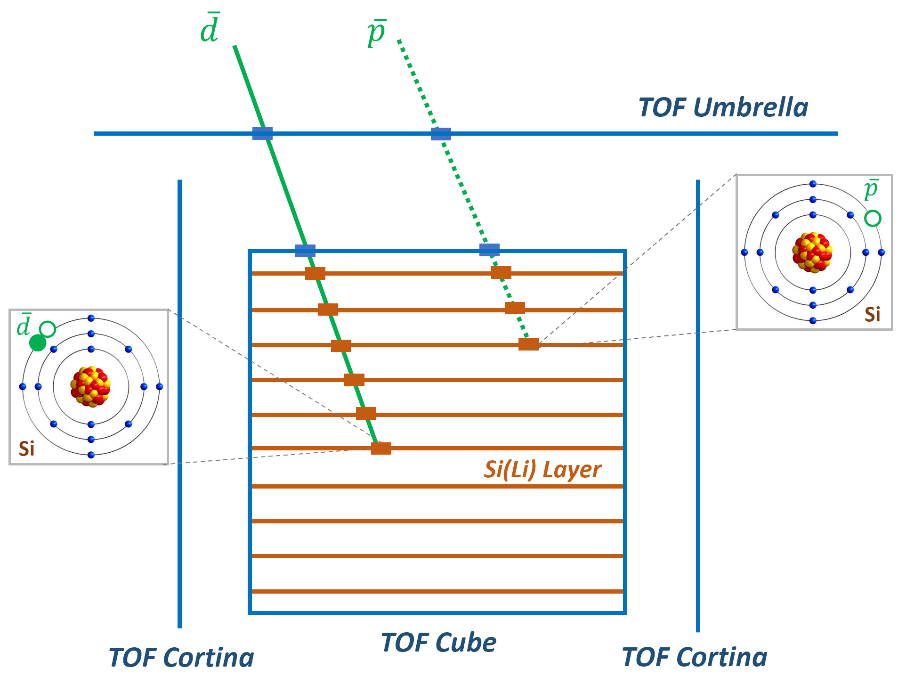 d̄
p̄
TOF Umbrella
p̄
Si
d̄
Si
Si(Li) Layer
TOF Cube
TOF Cortina
TOF Cortina